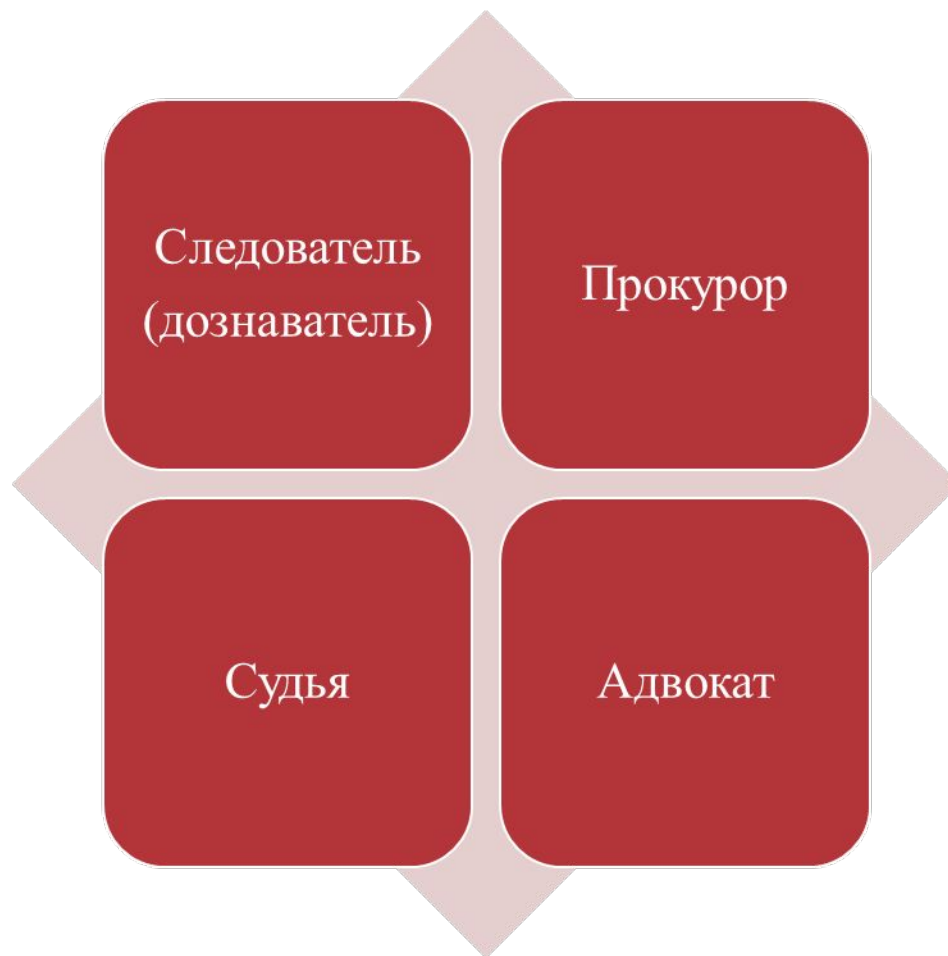 Следователь
(дознаватель)
Прокурор
Судья
Адвокат